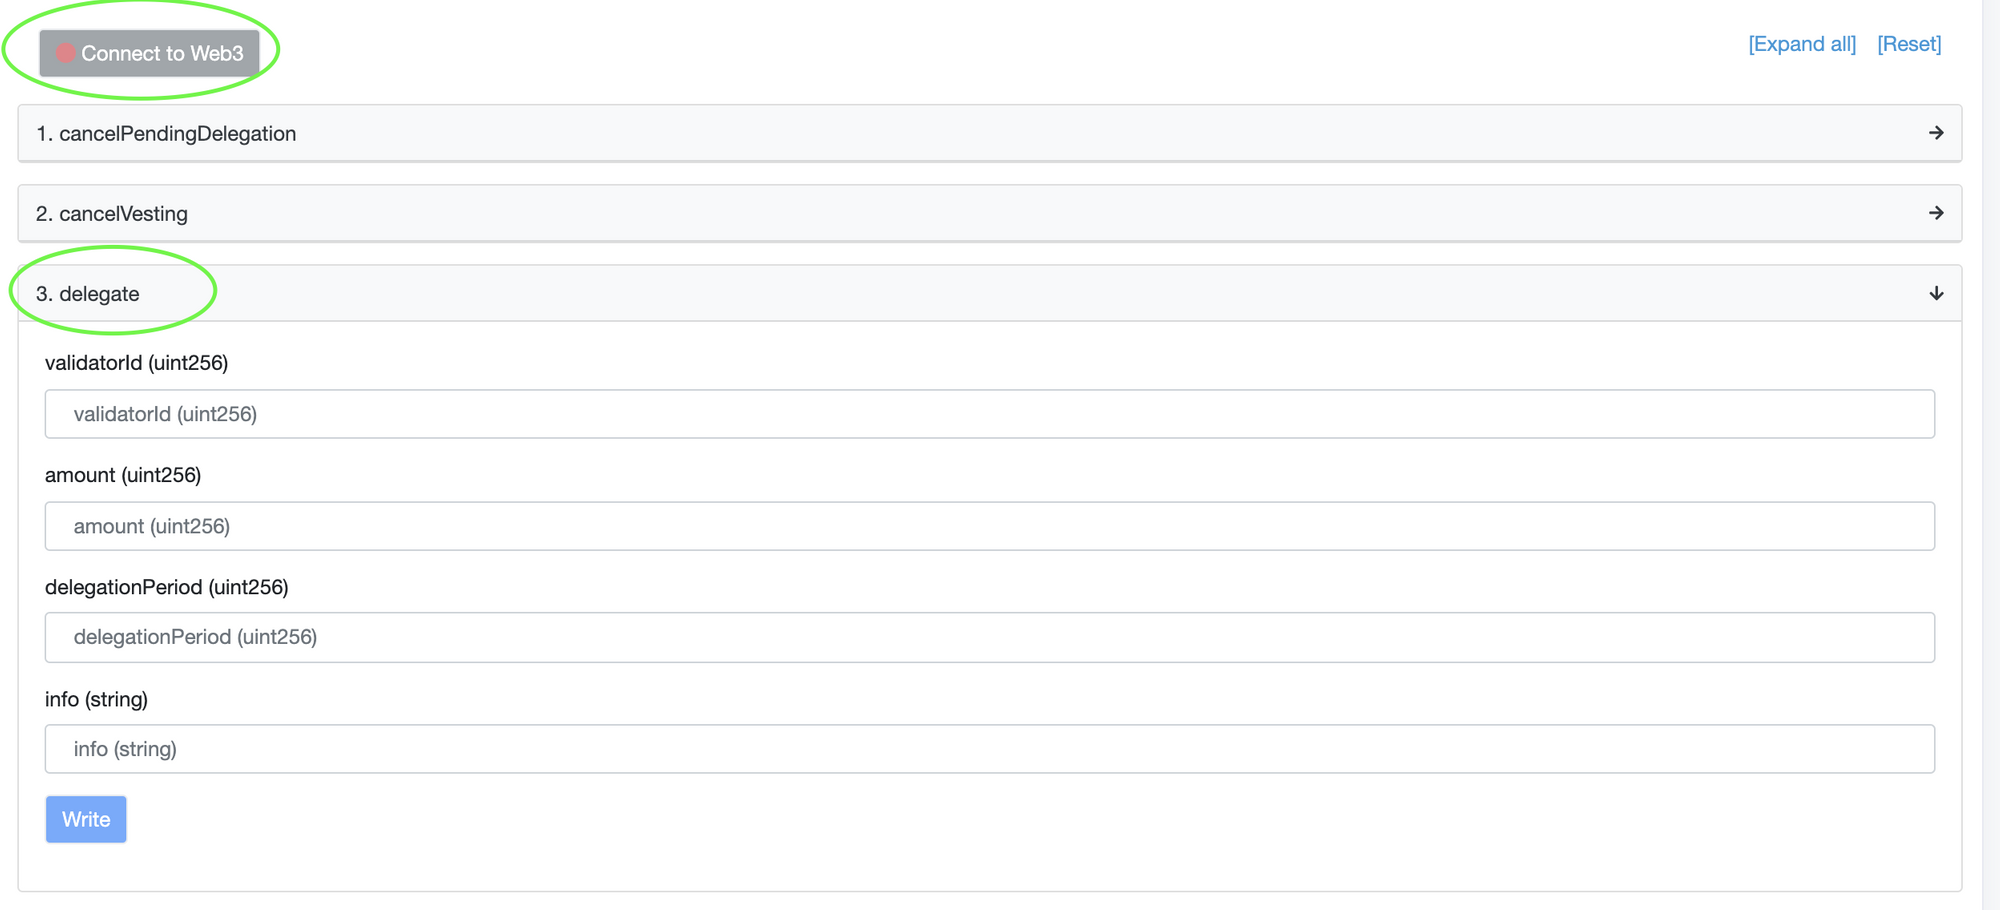 Connect to Web3
[Expand all] [Reset]
1. cancelPendingDelegation
2. cancelVesting
3. delegate
validatorId (uint256)
validatorId (uint256)
amount (uint256)
amount (uint256)
delegationPeriod (uint256)
delegationPeriod (uint256)
info (string)
info (string)
Write